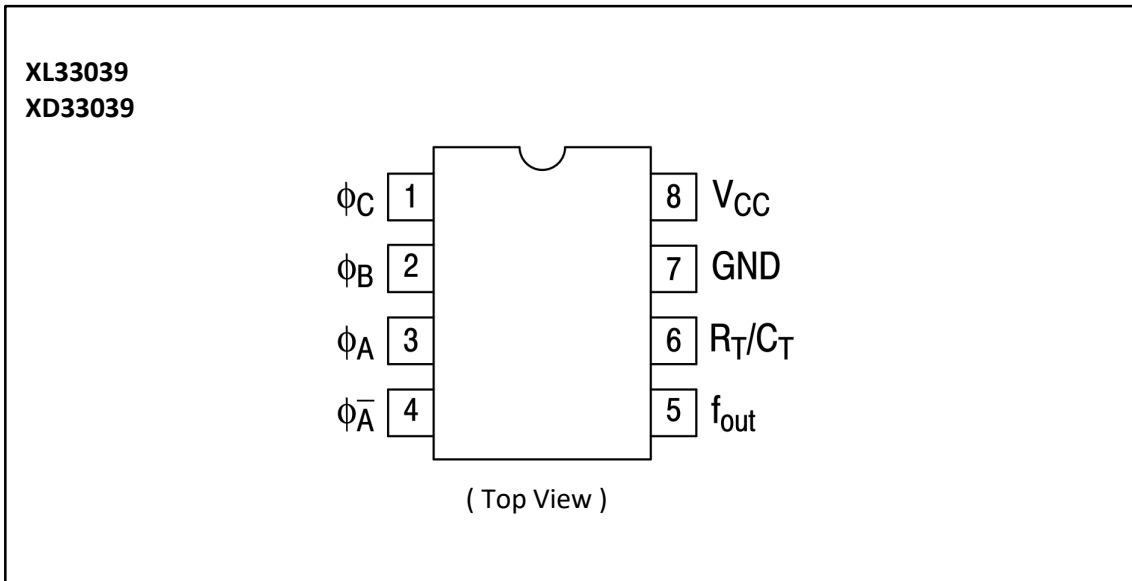 XL33039
XD33039
ϕC 1 8 VCC
ϕB 2 7 GND
ϕA 3 6 RT/CT
ϕA̅ 4 5 fout
( Top View )